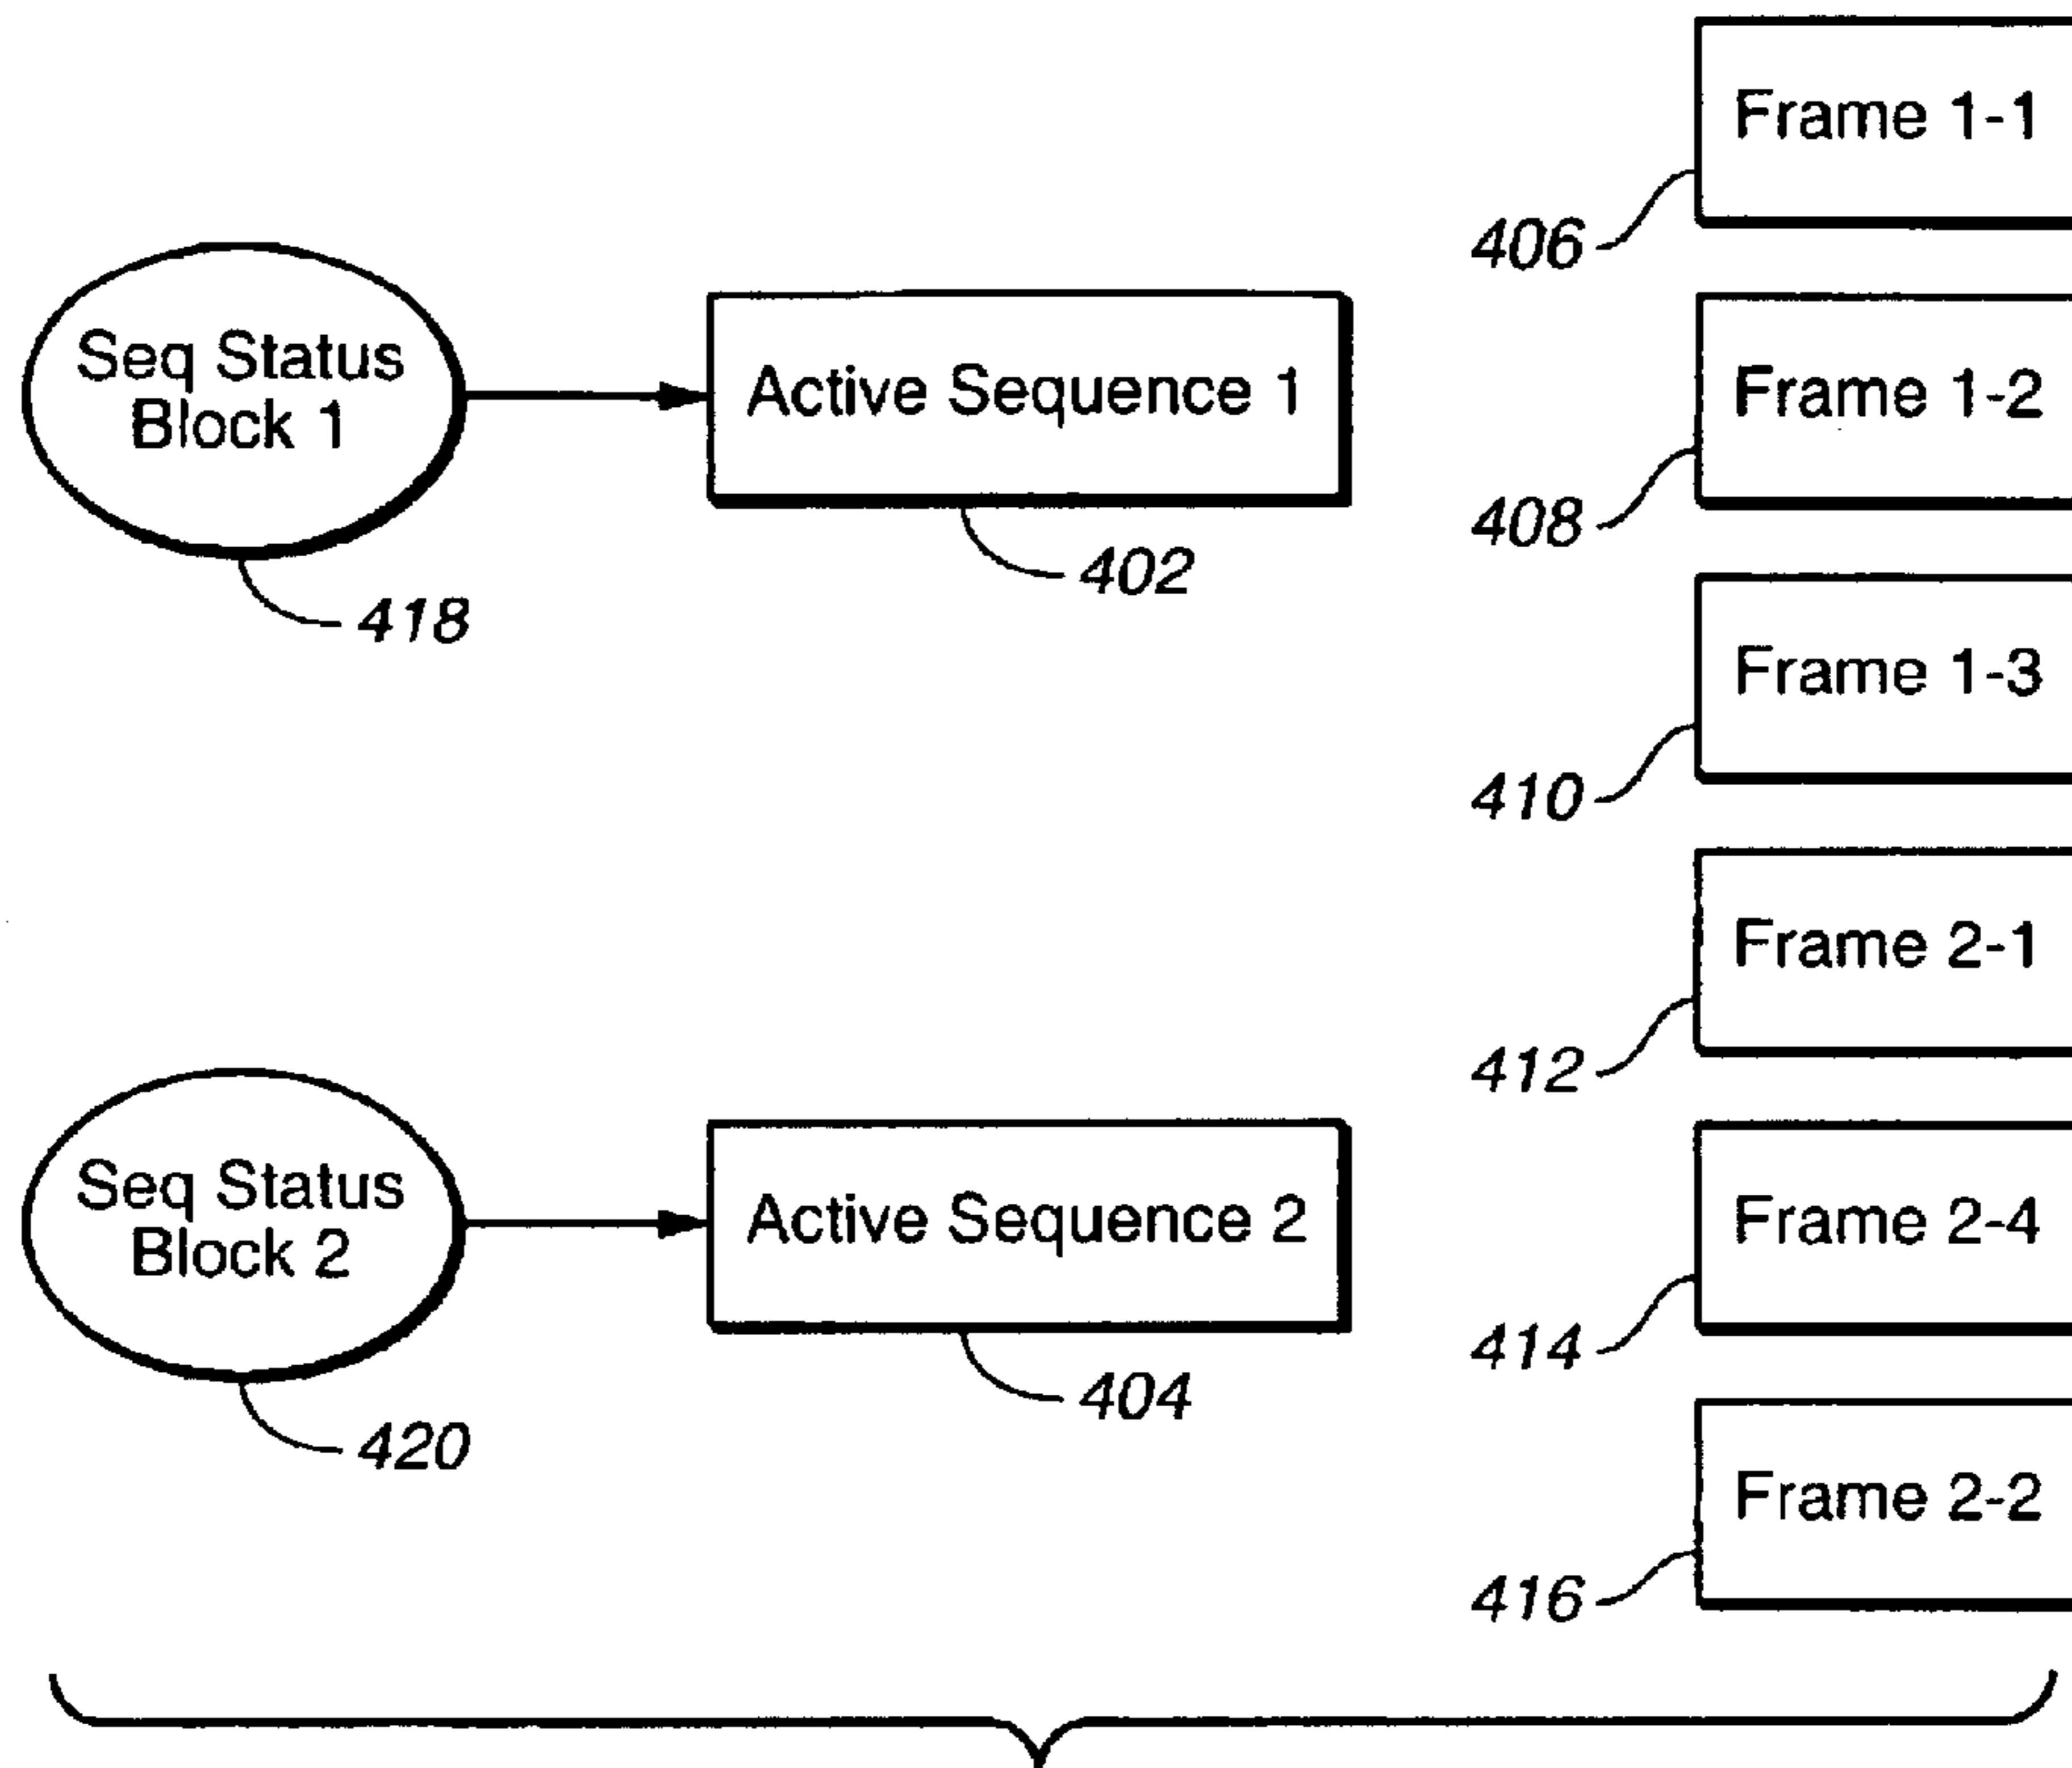 Frame 1-1
406
Seq Status
Block 1
418
Active Sequence 1
402
Frame 1-2
408
Frame 1-3
410
Frame 2-1
412
Seq Status
Block 2
420
Active Sequence 2
404
Frame 2-4
414
Frame 2-2
416